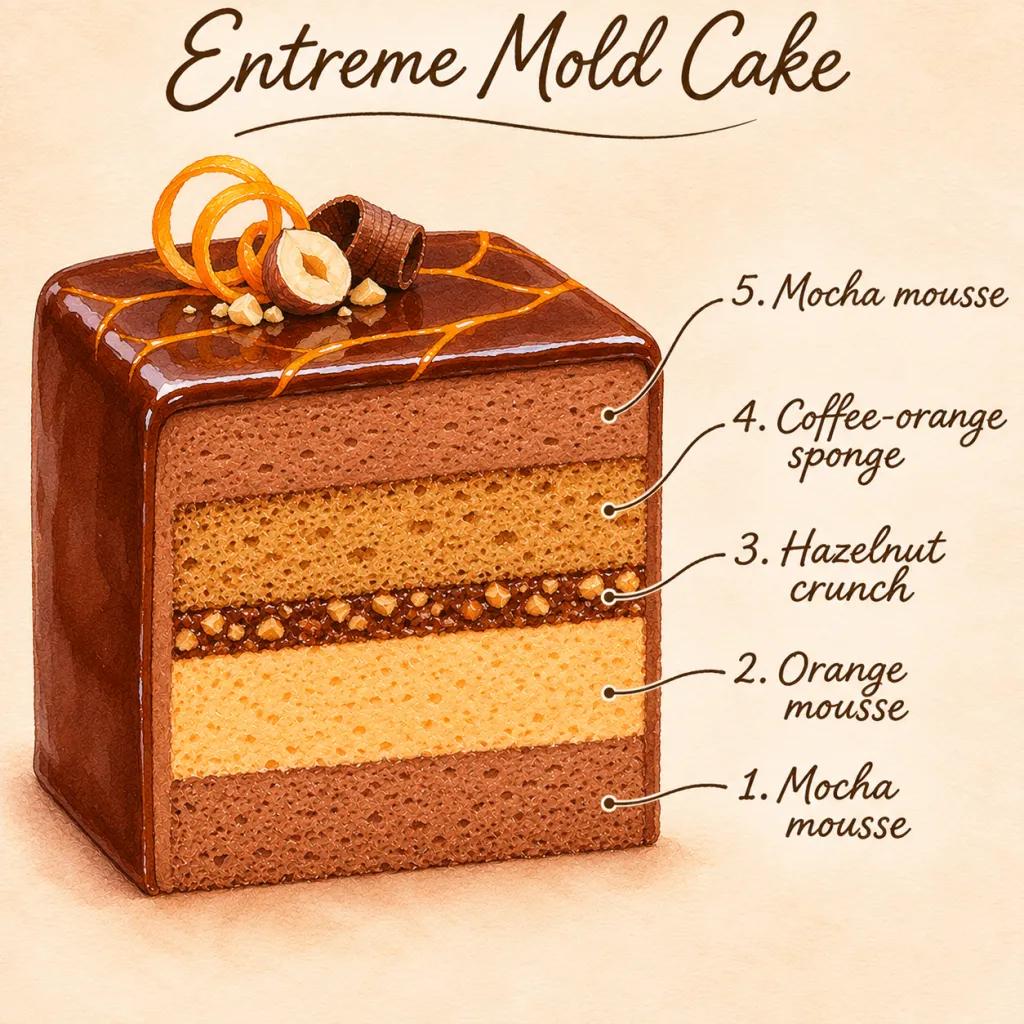 Entreme Mold Cake
5. Mocha mousse
4. Coffee-orange
sponge
3. Hazelnut
crunch
2. Orange
mousse
1. Mocha
mousse